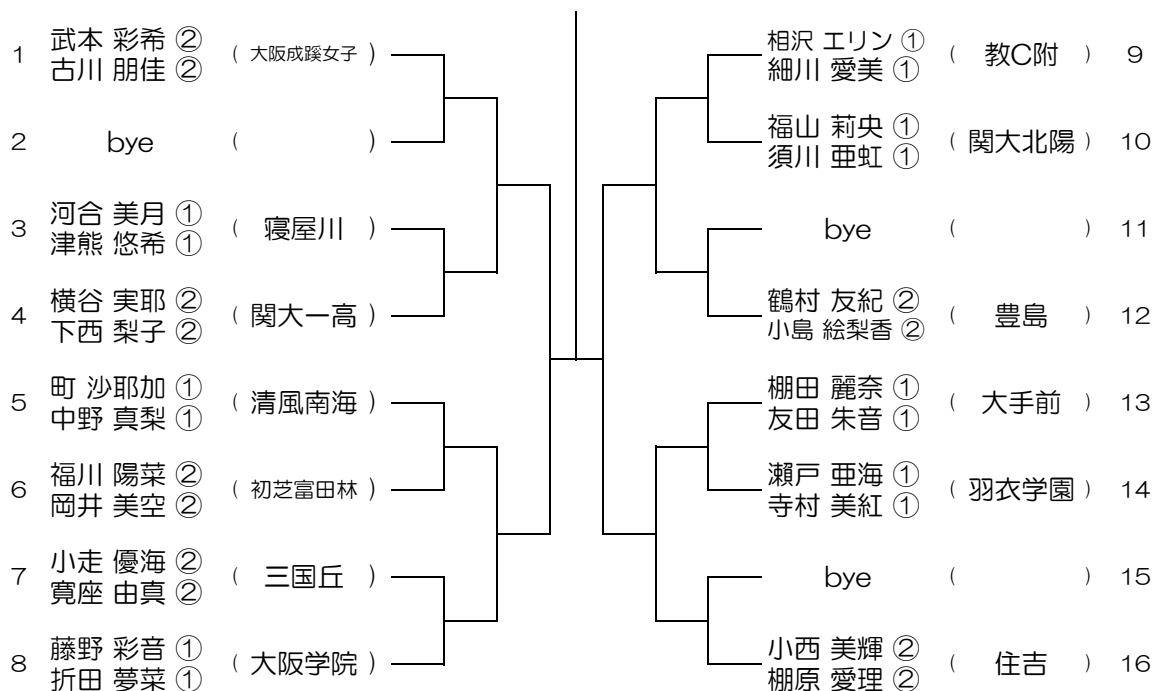 1 武本 彩希 ② ( 大阪成蹊女子 )
古川 朋佳 ②
2 bye ( )
3 河合 美月 ① ( 寝屋川 )
津熊 悠希 ①
4 横谷 実耶 ② ( 関大一高 )
下西 梨子 ②
5 町 沙耶加 ① ( 清風南海 )
中野 真梨 ①
6 福川 陽菜 ② ( 初芝富田林 )
岡井 美空 ②
7 小走 優海 ② ( 三国丘 )
寛座 由真 ②
8 藤野 彩音 ① ( 大阪学院 )
折田 夢菜 ①
相沢 エリン ① ( 教C附 ) 9
細川 愛美 ①
福山 莉央 ① ( 関大北陽 ) 10
須川 亜虹 ①
bye ( ) 11
鶴村 友紀 ② ( 豊島 ) 12
小島 絵梨香 ②
棚田 麗奈 ① ( 大手前 ) 13
友田 朱音 ①
瀬戸 亜海 ① ( 羽衣学園 ) 14
寺村 美紅 ①
bye ( ) 15
小西 美輝 ② ( 住吉 ) 16
棚原 愛理 ②